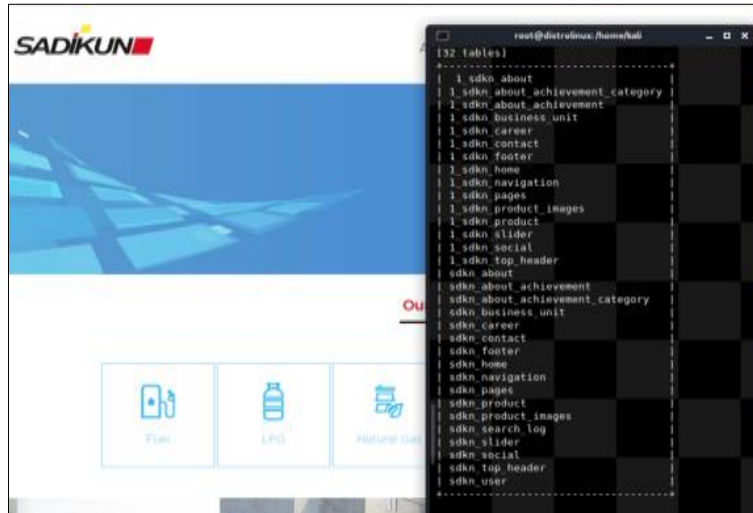 SADIKUN
A
Ou
Fuel
LPG
Natural Gas
root@distrolinux: /home/kali
[32 tables]
+-----------------------------------+
| 1_sdkn_about |
| 1_sdkn_about_achievement_category |
| 1_sdkn_about_achievement |
| 1_sdkn_business_unit |
| 1_sdkn_career |
| 1_sdkn_contact |
| 1_sdkn_footer |
| 1_sdkn_home |
| 1_sdkn_navigation |
| 1_sdkn_pages |
| 1_sdkn_product_images |
| 1_sdkn_product |
| 1_sdkn_slider |
| 1_sdkn_social |
| 1_sdkn_top_header |
| sdkn_about |
| sdkn_about_achievement |
| sdkn_about_achievement_category |
| sdkn_business_unit |
| sdkn_career |
| sdkn_contact |
| sdkn_footer |
| sdkn_home |
| sdkn_navigation |
| sdkn_pages |
| sdkn_product |
| sdkn_product_images |
| sdkn_search_log |
| sdkn_slider |
| sdkn_social |
| sdkn_top_header |
| sdkn_user |
+-----------------------------------+